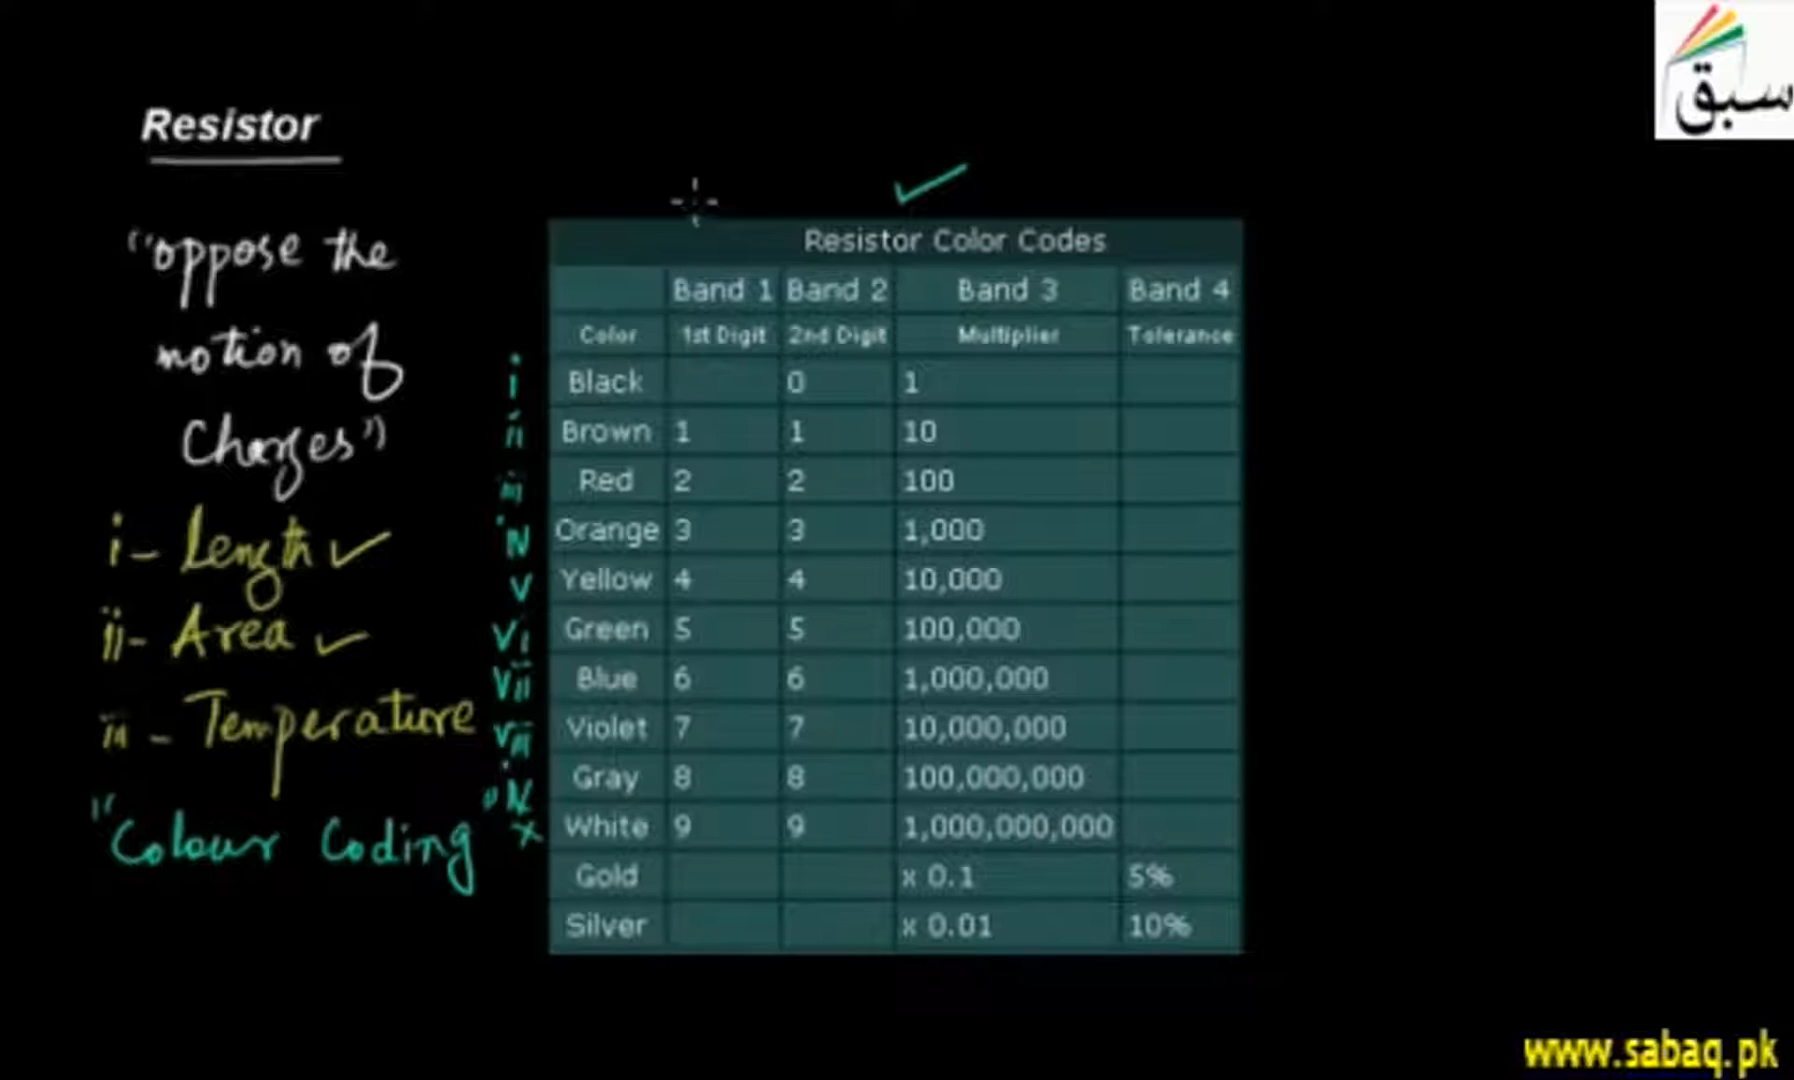 سبق
Resistor
"oppose the
motion of
Charges"
i - Length ✓
ii - Area ✓
iii - Temperature
"Colour Coding"
✓
Resistor Color Codes
Band 1 Band 2 Band 3 Band 4
Color 1st Digit 2nd Digit Multiplier Tolerance
i Black 0 1
ii Brown 1 1 10
iii Red 2 2 100
iv Orange 3 3 1,000
v Yellow 4 4 10,000
vi Green 5 5 100,000
vii Blue 6 6 1,000,000
viii Violet 7 7 10,000,000
ix Gray 8 8 100,000,000
x White 9 9 1,000,000,000
Gold x 0.1 5%
Silver x 0.01 10%
www.sabaq.pk